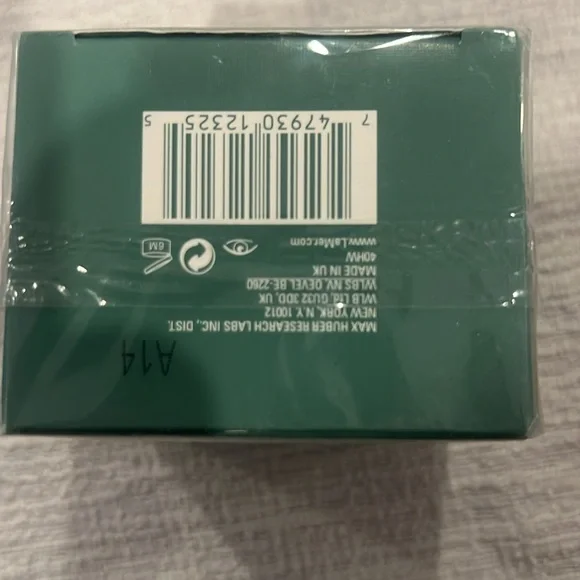 A14
MAX HUBER RESEARCH LABS INC., DIST.
NEW YORK, N.Y. 10012
WLB Ltd, GU32 3DD, UK
WLBS NV, OEVEL BE-2260
MADE IN UK
40HW
www.LaMer.com
6M
7 47930 12325 5